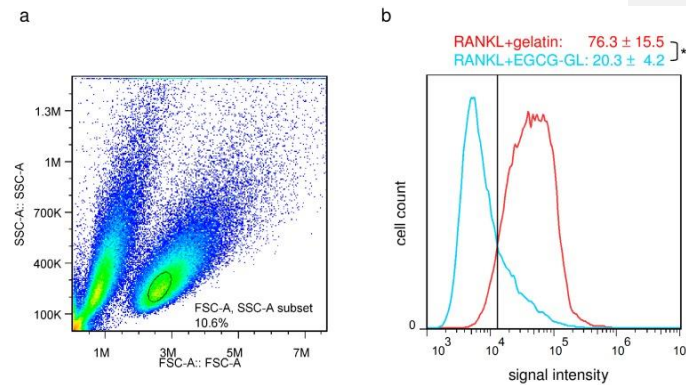 a
b
RANKL+gelatin: 76.3 ± 15.5
RANKL+EGCG-GL: 20.3 ± 4.2
*
1.3M
1M
700K
400K
100K
SSC-A:: SSC-A
FSC-A, SSC-A subset
10.6%
1M 3M 5M 7M
FSC-A:: FSC-A
cell count
0
10³ 10⁴ 10⁵ 10⁶ 10
signal intensity